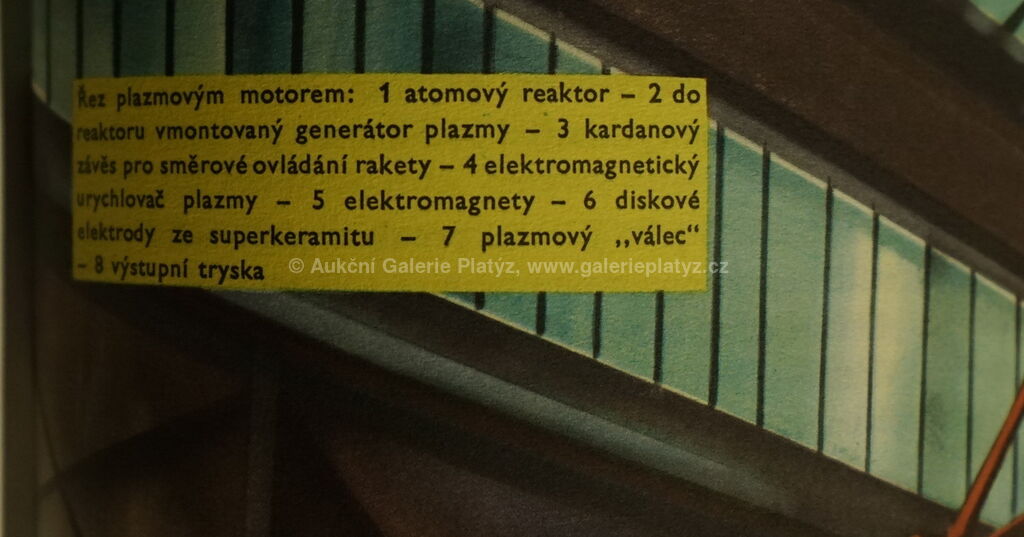 Řez plazmovým motorem: 1 atomový reaktor – 2 do
reaktoru vmontovaný generátor plazmy – 3 kardanový
závěs pro směrové ovládání rakety – 4 elektromagnetický
urychlovač plazmy – 5 elektromagnety – 6 diskové
elektrody ze superkeramitu – 7 plazmový „válec“
– 8 výstupní tryska
© Aukční Galerie Platýz, www.galerieplatyz.cz